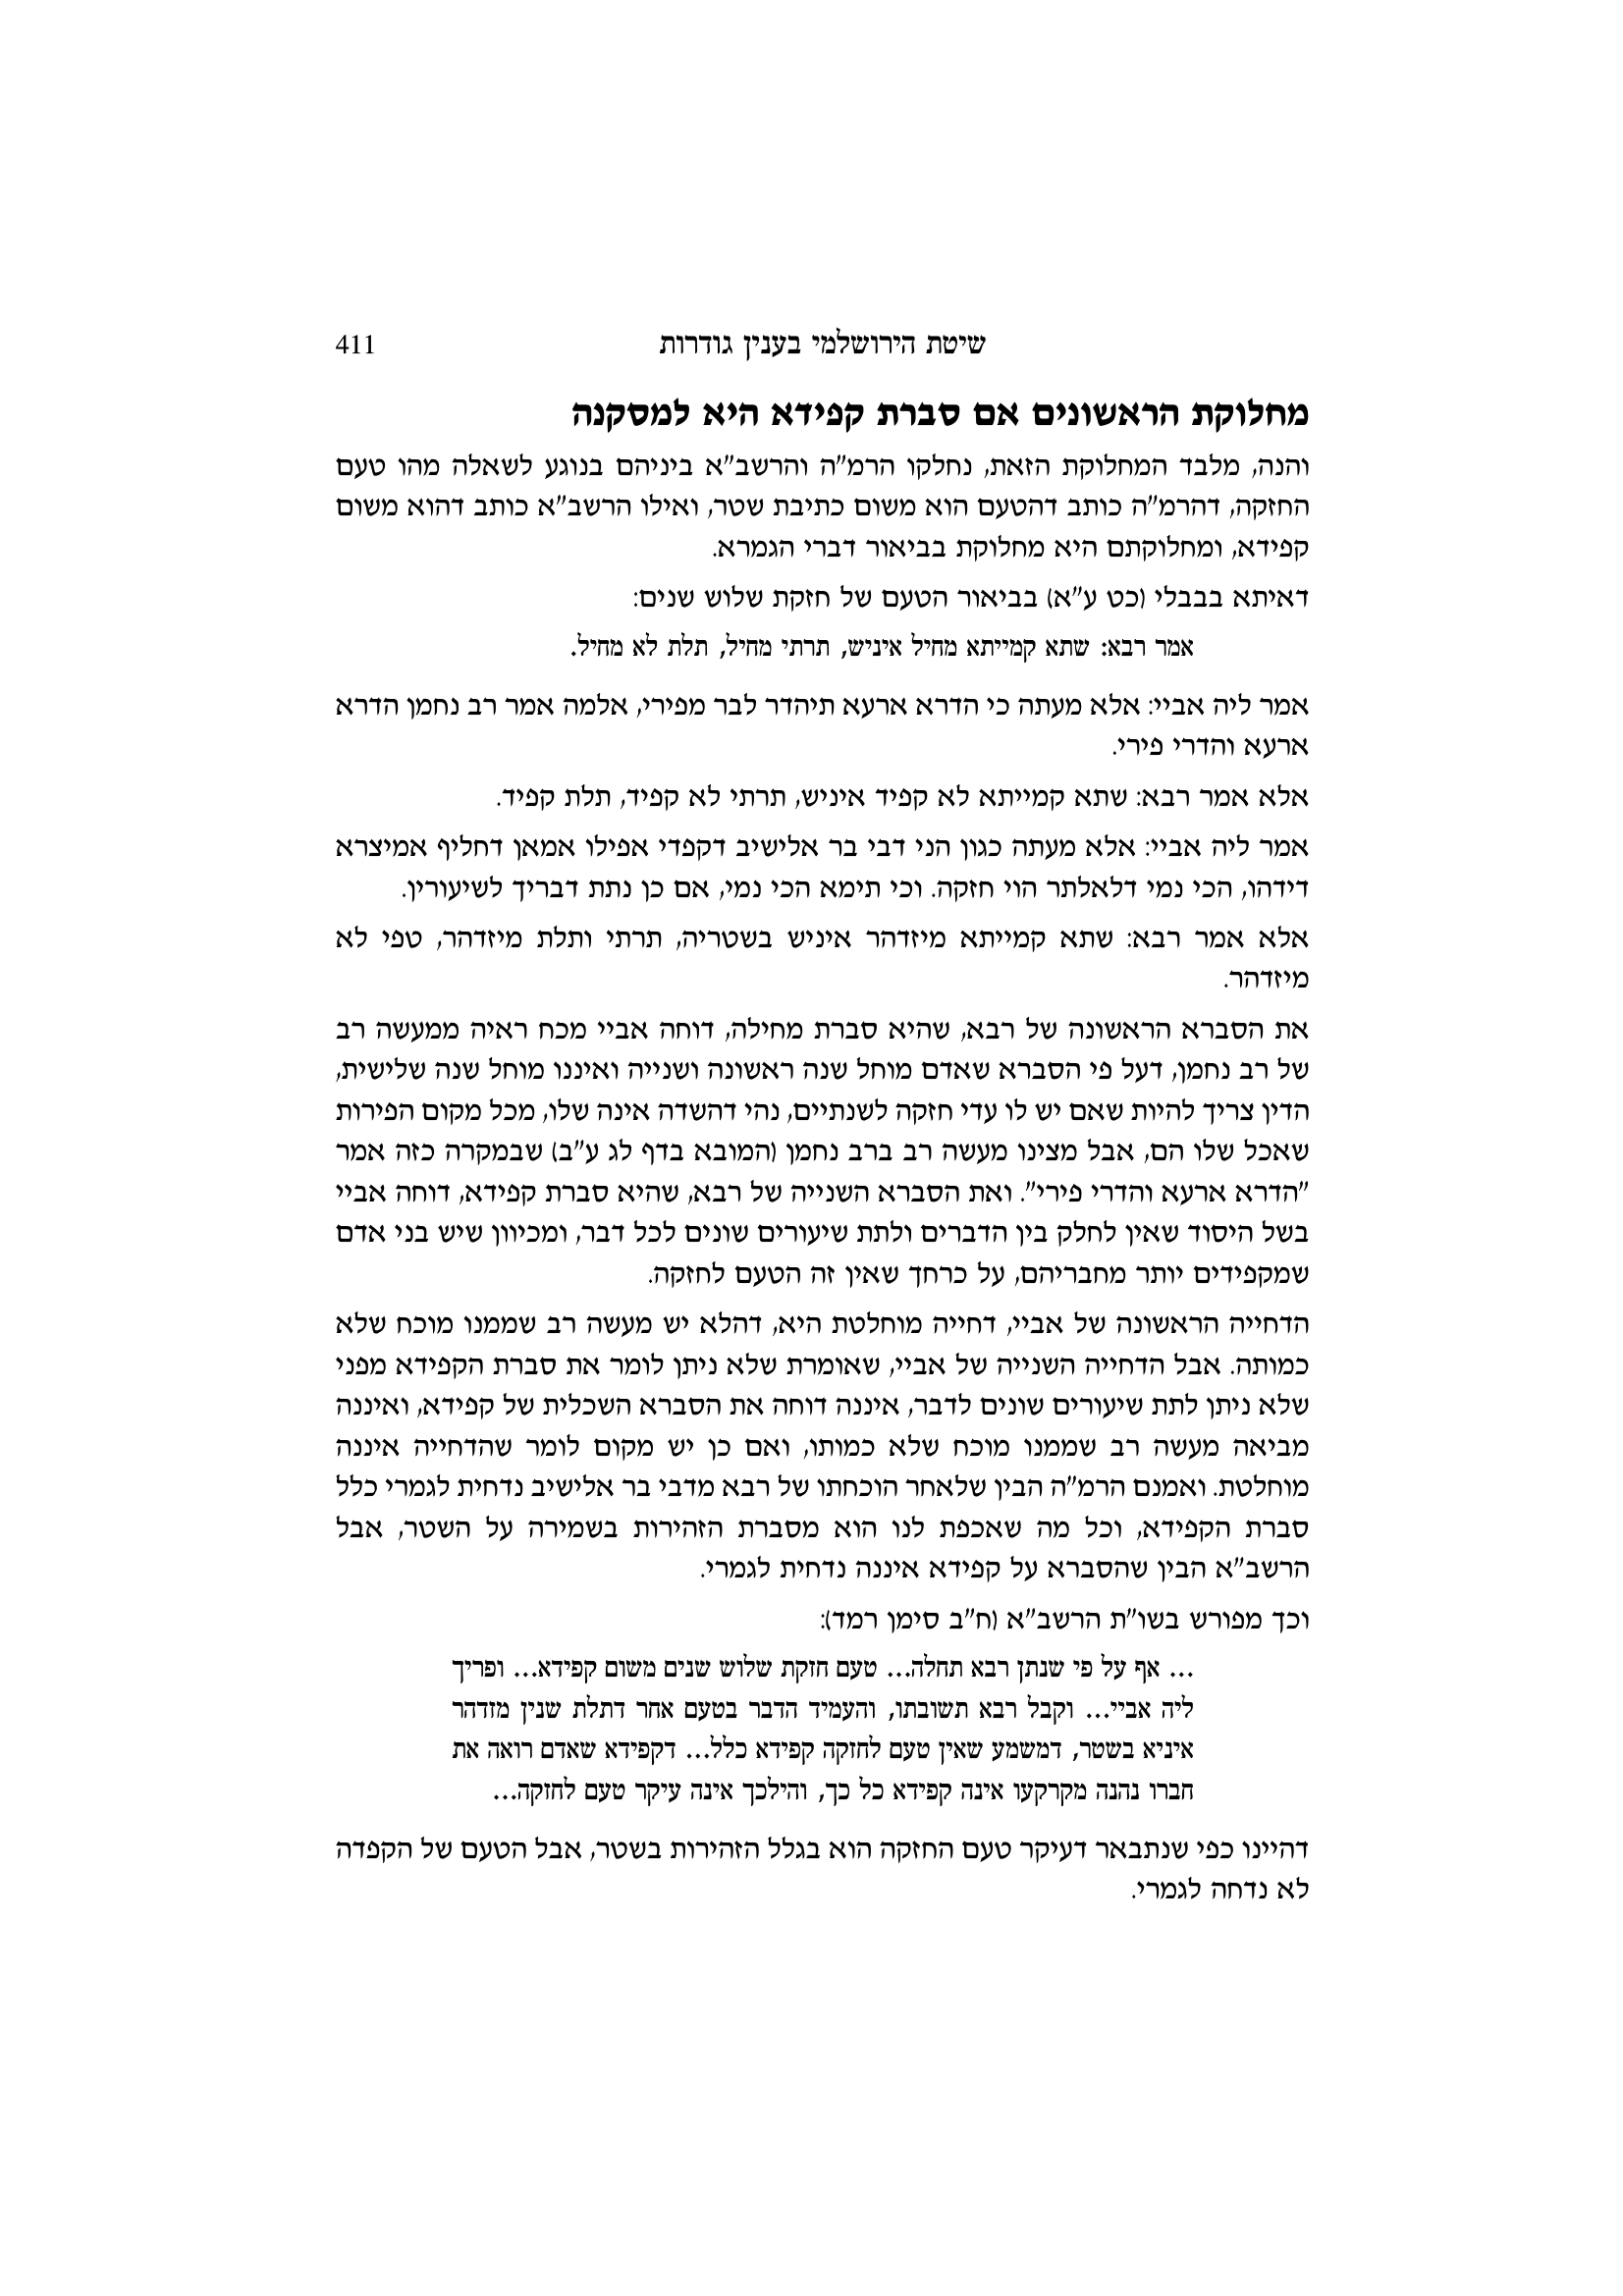 שיטת הירושלמי בענין גודרות 411
מחלוקת הראשונים אם סברת קפידא היא למסקנה
והנה, מלבד המחלוקת הזאת, נחלקו הרמ"ה והרשב"א ביניהם בנוגע לשאלה מהו טעם
החזקה, דהרמ"ה כותב דהטעם הוא משום כתיבת שטר, ואילו הרשב"א כותב דהוא משום
קפידא, ומחלוקתם היא מחלוקת בביאור דברי הגמרא.
דאיתא בבבלי (כט ע"א) בביאור הטעם של חזקת שלוש שנים:
אמר רבא: שתא קמייתא מחיל איניש, תרתי מחיל, תלת לא מחיל.
אמר ליה אביי: אלא מעתה כי הדרא ארעא תיהדר לבר מפירי, אלמה אמר רב נחמן הדרא
ארעא והדרי פירי.
אלא אמר רבא: שתא קמייתא לא קפיד איניש, תרתי לא קפיד, תלת קפיד.
אמר ליה אביי: אלא מעתה כגון הני דבי בר אלישיב דקפדי אפילו אמאן דחליף אמיצרא
דידהו, הכי נמי דלאלתר הוי חזקה. וכי תימא הכי נמי, אם כן נתת דבריך לשיעורין.
אלא אמר רבא: שתא קמייתא מיזדהר איניש בשטריה, תרתי ותלת מיזדהר, טפי לא
מיזדהר.
את הסברא הראשונה של רבא, שהיא סברת מחילה, דוחה אביי מכח ראיה ממעשה רב
של רב נחמן, דעל פי הסברא שאדם מוחל שנה ראשונה ושנייה ואיננו מוחל שנה שלישית,
הדין צריך להיות שאם יש לו עדי חזקה לשנתיים, נהי דהשדה אינה שלו, מכל מקום הפירות
שאכל שלו הם, אבל מצינו מעשה רב ברב נחמן (המובא בדף לג ע"ב) שבמקרה כזה אמר
"הדרא ארעא והדרי פירי". ואת הסברא השנייה של רבא, שהיא סברת קפידא, דוחה אביי
בשל היסוד שאין לחלק בין הדברים ולתת שיעורים שונים לכל דבר, ומכיוון שיש בני אדם
שמקפידים יותר מחבריהם, על כרחך שאין זה הטעם לחזקה.
הדחייה הראשונה של אביי, דחייה מוחלטת היא, דהלא יש מעשה רב שממנו מוכח שלא
כמותה. אבל הדחייה השנייה של אביי, שאומרת שלא ניתן לומר את סברת הקפידא מפני
שלא ניתן לתת שיעורים שונים לדבר, איננה דוחה את הסברא השכלית של קפידא, ואיננה
מביאה מעשה רב שממנו מוכח שלא כמותו, ואם כן יש מקום לומר שהדחייה איננה
מוחלטת. ואמנם הרמ"ה הבין שלאחר הוכחתו של רבא מדבי בר אלישיב נדחית לגמרי כלל
סברת הקפידא, וכל מה שאכפת לנו הוא מסברת הזהירות בשמירה על השטר, אבל
הרשב"א הבין שהסברא על קפידא איננה נדחית לגמרי.
וכך מפורש בשו"ת הרשב"א (ח"ב סימן רמד):
... אף על פי שנתן רבא תחלה... טעם חזקת שלוש שנים משום קפידא... ופריך
ליה אביי... וקבל רבא תשובתו, והעמיד הדבר בטעם אחר דתלת שנין מזדהר
איניא בשטר, דמשמע שאין טעם לחזקה קפידא כלל... דקפידא שאדם רואה את
חברו נהנה מקרקעו אינה קפידא כל כך, והילכך אינה עיקר טעם לחזקה...
דהיינו כפי שנתבאר דעיקר טעם החזקה הוא בגלל הזהירות בשטר, אבל הטעם של הקפדה
לא נדחה לגמרי.